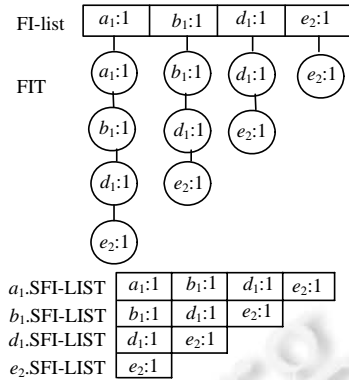 FI-list a₁:1 b₁:1 d₁:1 e₂:1
FIT a₁:1 b₁:1 d₁:1 e₂:1
b₁:1 d₁:1 e₂:1
d₁:1 e₂:1
e₂:1
a₁.SFI-LIST a₁:1 b₁:1 d₁:1 e₂:1
b₁.SFI-LIST b₁:1 d₁:1 e₂:1
d₁.SFI-LIST d₁:1 e₂:1
e₂.SFI-LIST e₂:1